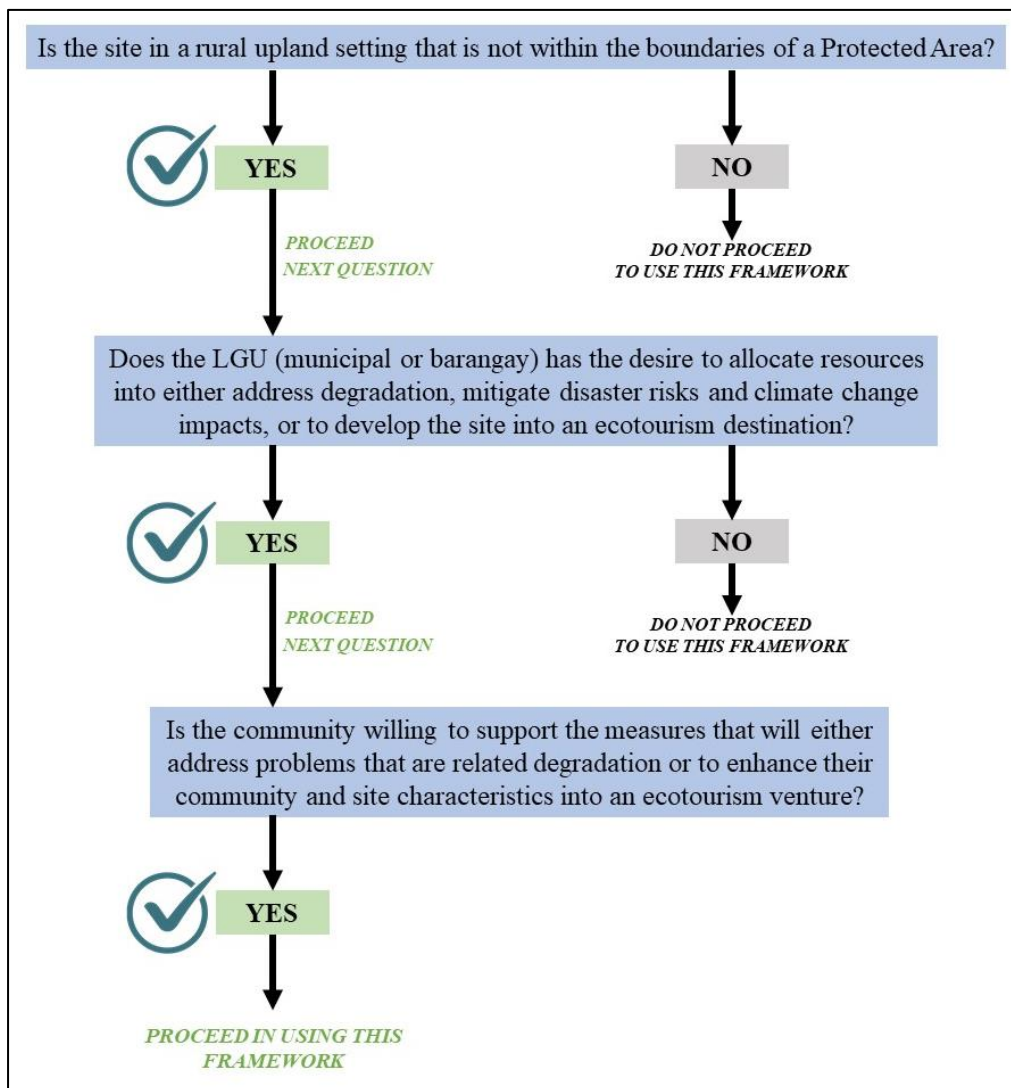 Is the site in a rural upland setting that is not within the boundaries of a Protected Area?
YES
NO
PROCEED
NEXT QUESTION
DO NOT PROCEED
TO USE THIS FRAMEWORK
Does the LGU (municipal or barangay) has the desire to allocate resources
into either address degradation, mitigate disaster risks and climate change
impacts, or to develop the site into an ecotourism destination?
YES
NO
PROCEED
NEXT QUESTION
DO NOT PROCEED
TO USE THIS FRAMEWORK
Is the community willing to support the measures that will either
address problems that are related degradation or to enhance their
community and site characteristics into an ecotourism venture?
YES
PROCEED IN USING THIS
FRAMEWORK